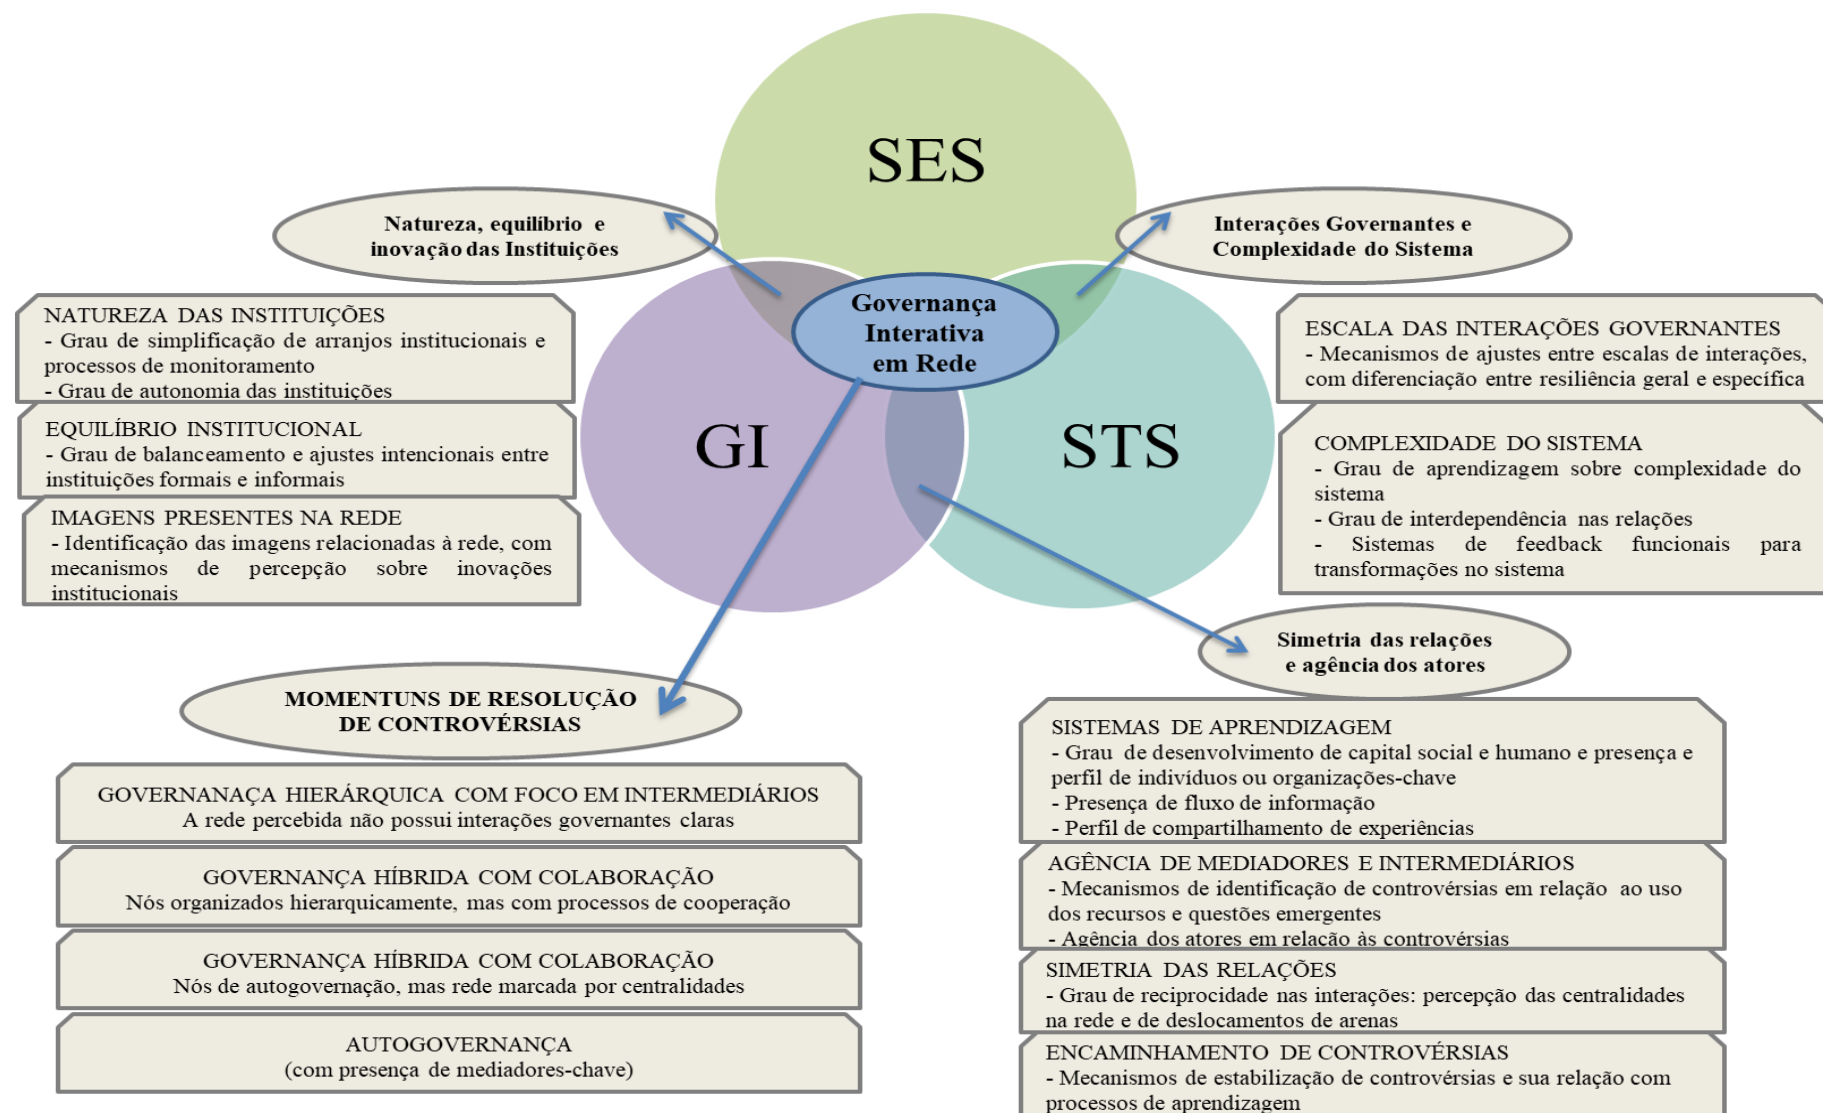 SES
Natureza, equilíbrio e
inovação das Instituições
Interações Governantes e
Complexidade do Sistema
Governança
Interativa
em Rede
GI
STS
NATUREZA DAS INSTITUIÇÕES
- Grau de simplificação de arranjos institucionais e
processos de monitoramento
- Grau de autonomia das instituições
EQUILÍBRIO INSTITUCIONAL
- Grau de balanceamento e ajustes intencionais entre
instituições formais e informais
IMAGENS PRESENTES NA REDE
- Identificação das imagens relacionadas à rede, com
mecanismos de percepção sobre inovações
institucionais
ESCALA DAS INTERAÇÕES GOVERNANTES
- Mecanismos de ajustes entre escalas de interações,
com diferenciação entre resiliência geral e específica
COMPLEXIDADE DO SISTEMA
- Grau de aprendizagem sobre complexidade do
sistema
- Grau de interdependência nas relações
- Sistemas de feedback funcionais para
transformações no sistema
MOMENTUNS DE RESOLUÇÃO
DE CONTROVÉRSIAS
GOVERNANAÇA HIERÁRQUICA COM FOCO EM INTERMEDIÁRIOS
A rede percebida não possui interações governantes claras
GOVERNANÇA HÍBRIDA COM COLABORAÇÃO
Nós organizados hierarquicamente, mas com processos de cooperação
GOVERNANÇA HÍBRIDA COM COLABORAÇÃO
Nós de autogovernação, mas rede marcada por centralidades
AUTOGOVERNANÇA
(com presença de mediadores-chave)
Simetria das relações
e agência dos atores
SISTEMAS DE APRENDIZAGEM
- Grau de desenvolvimento de capital social e humano e presença e
perfil de indivíduos ou organizações-chave
- Presença de fluxo de informação
- Perfil de compartilhamento de experiências
AGÊNCIA DE MEDIADORES E INTERMEDIÁRIOS
- Mecanismos de identificação de controvérsias em relação ao uso
dos recursos e questões emergentes
- Agência dos atores em relação às controvérsias
SIMETRIA DAS RELAÇÕES
- Grau de reciprocidade nas interações: percepção das centralidades
na rede e de deslocamentos de arenas
ENCAMINHAMENTO DE CONTROVÉRSIAS
- Mecanismos de estabilização de controvérsias e sua relação com
processos de aprendizagem